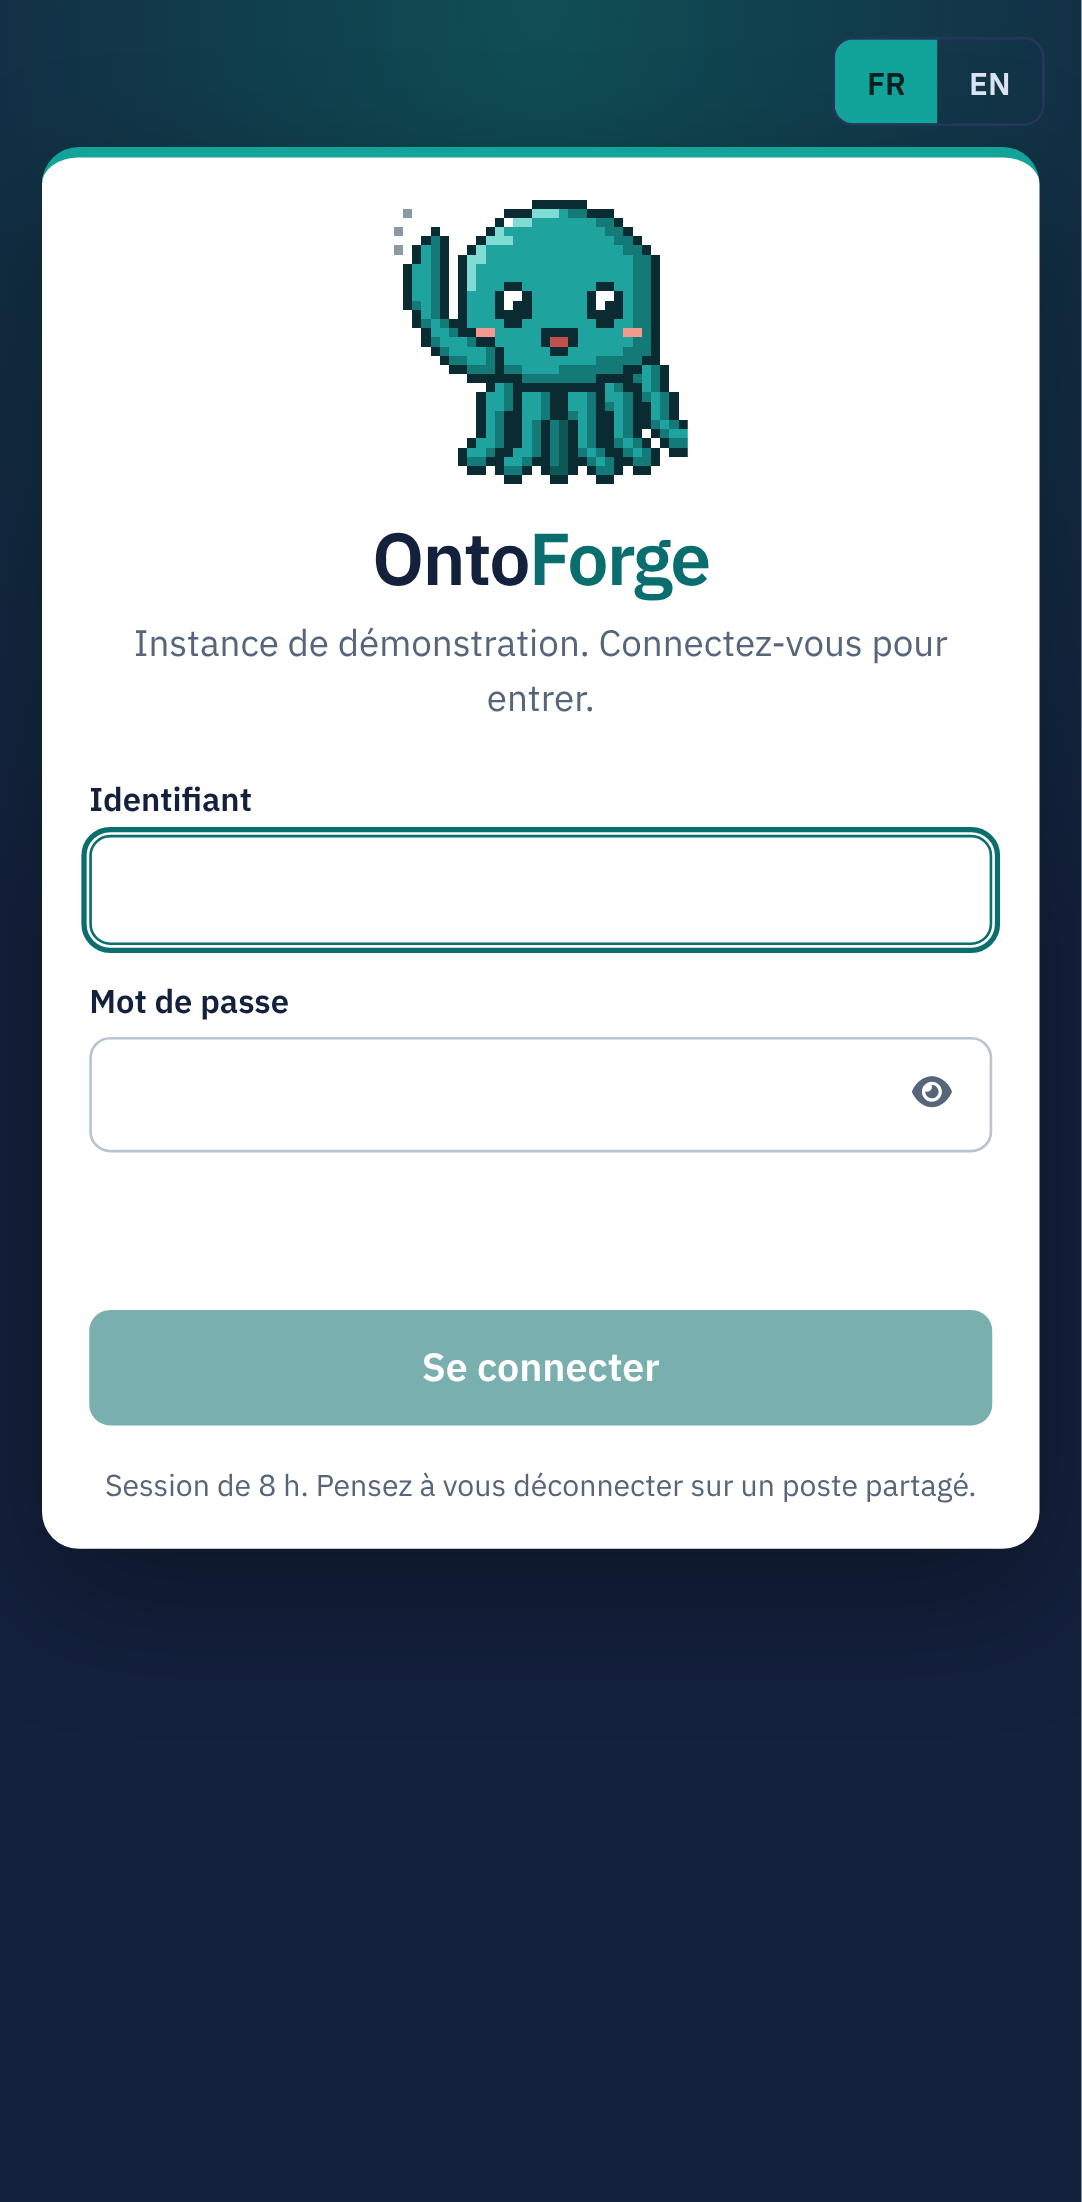 FR EN
OntoForge
Instance de démonstration. Connectez-vous pour
entrer.
Identifiant
Mot de passe
Se connecter
Session de 8 h. Pensez à vous déconnecter sur un poste partagé.